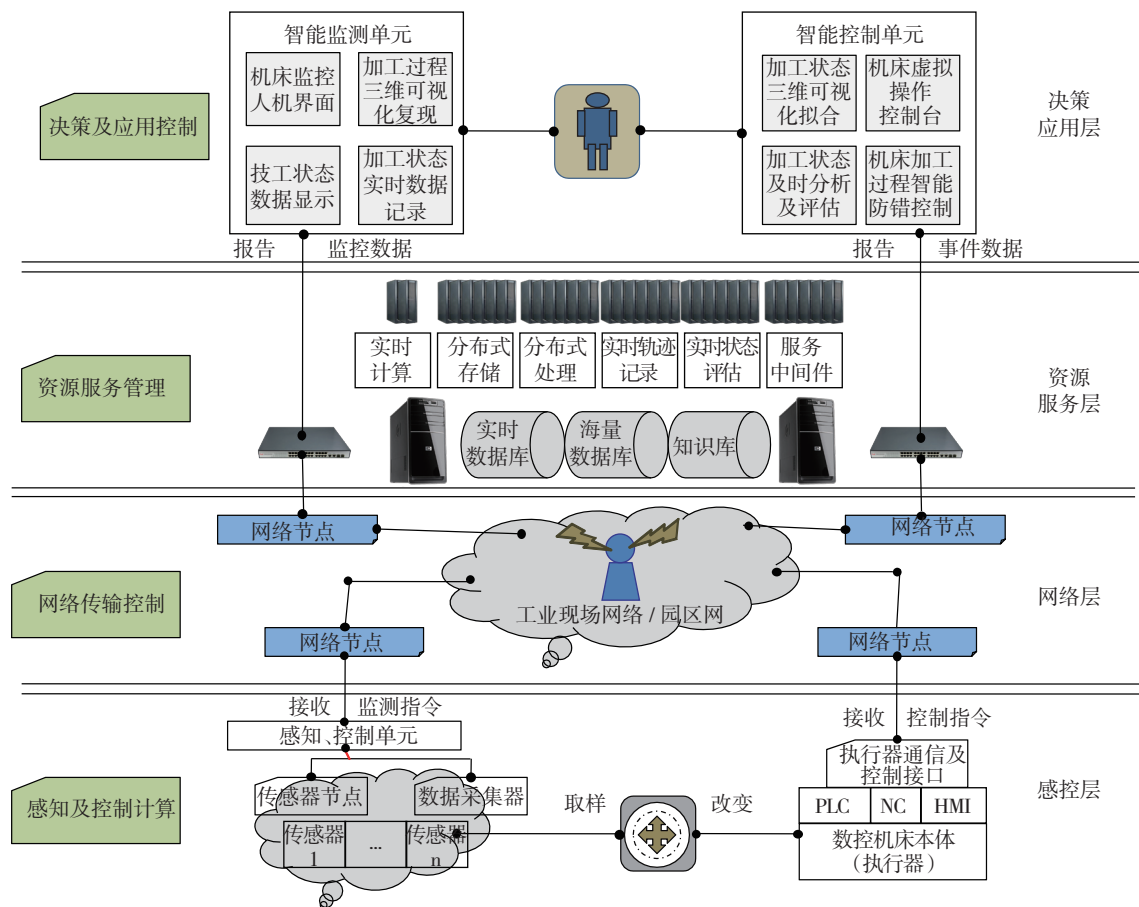 智能监测单元
机床监控
人机界面
加工过程
三维可视
化复现
技工状态
数据显示
加工状态
实时数据
记录
智能控制单元
加工状态
三维可视
化拟合
机床虚拟
操作
控制台
加工状态
及时分析
及评估
机床加工
过程智能
防错控制
决策及应用控制
决策
应用层
报告
监控数据
报告
事件数据
实时
计算
分布式
存储
分布式
处理
实时轨迹
记录
实时状态
评估
服务
中间件
资源服务管理
资源
服务层
实时
数据库
海量
数据库
知识库
网络节点
网络节点
工业现场网络 / 园区网
网络传输控制
网络层
网络节点
网络节点
接收
监测指令
接收
控制指令
感知、控制单元
传感器节点
数据采集器
传感器
1
...
传感器
n
取样
改变
执行器通信及
控制接口
PLC
NC
HMI
数控机床本体
（执行器）
感知及控制计算
感控层